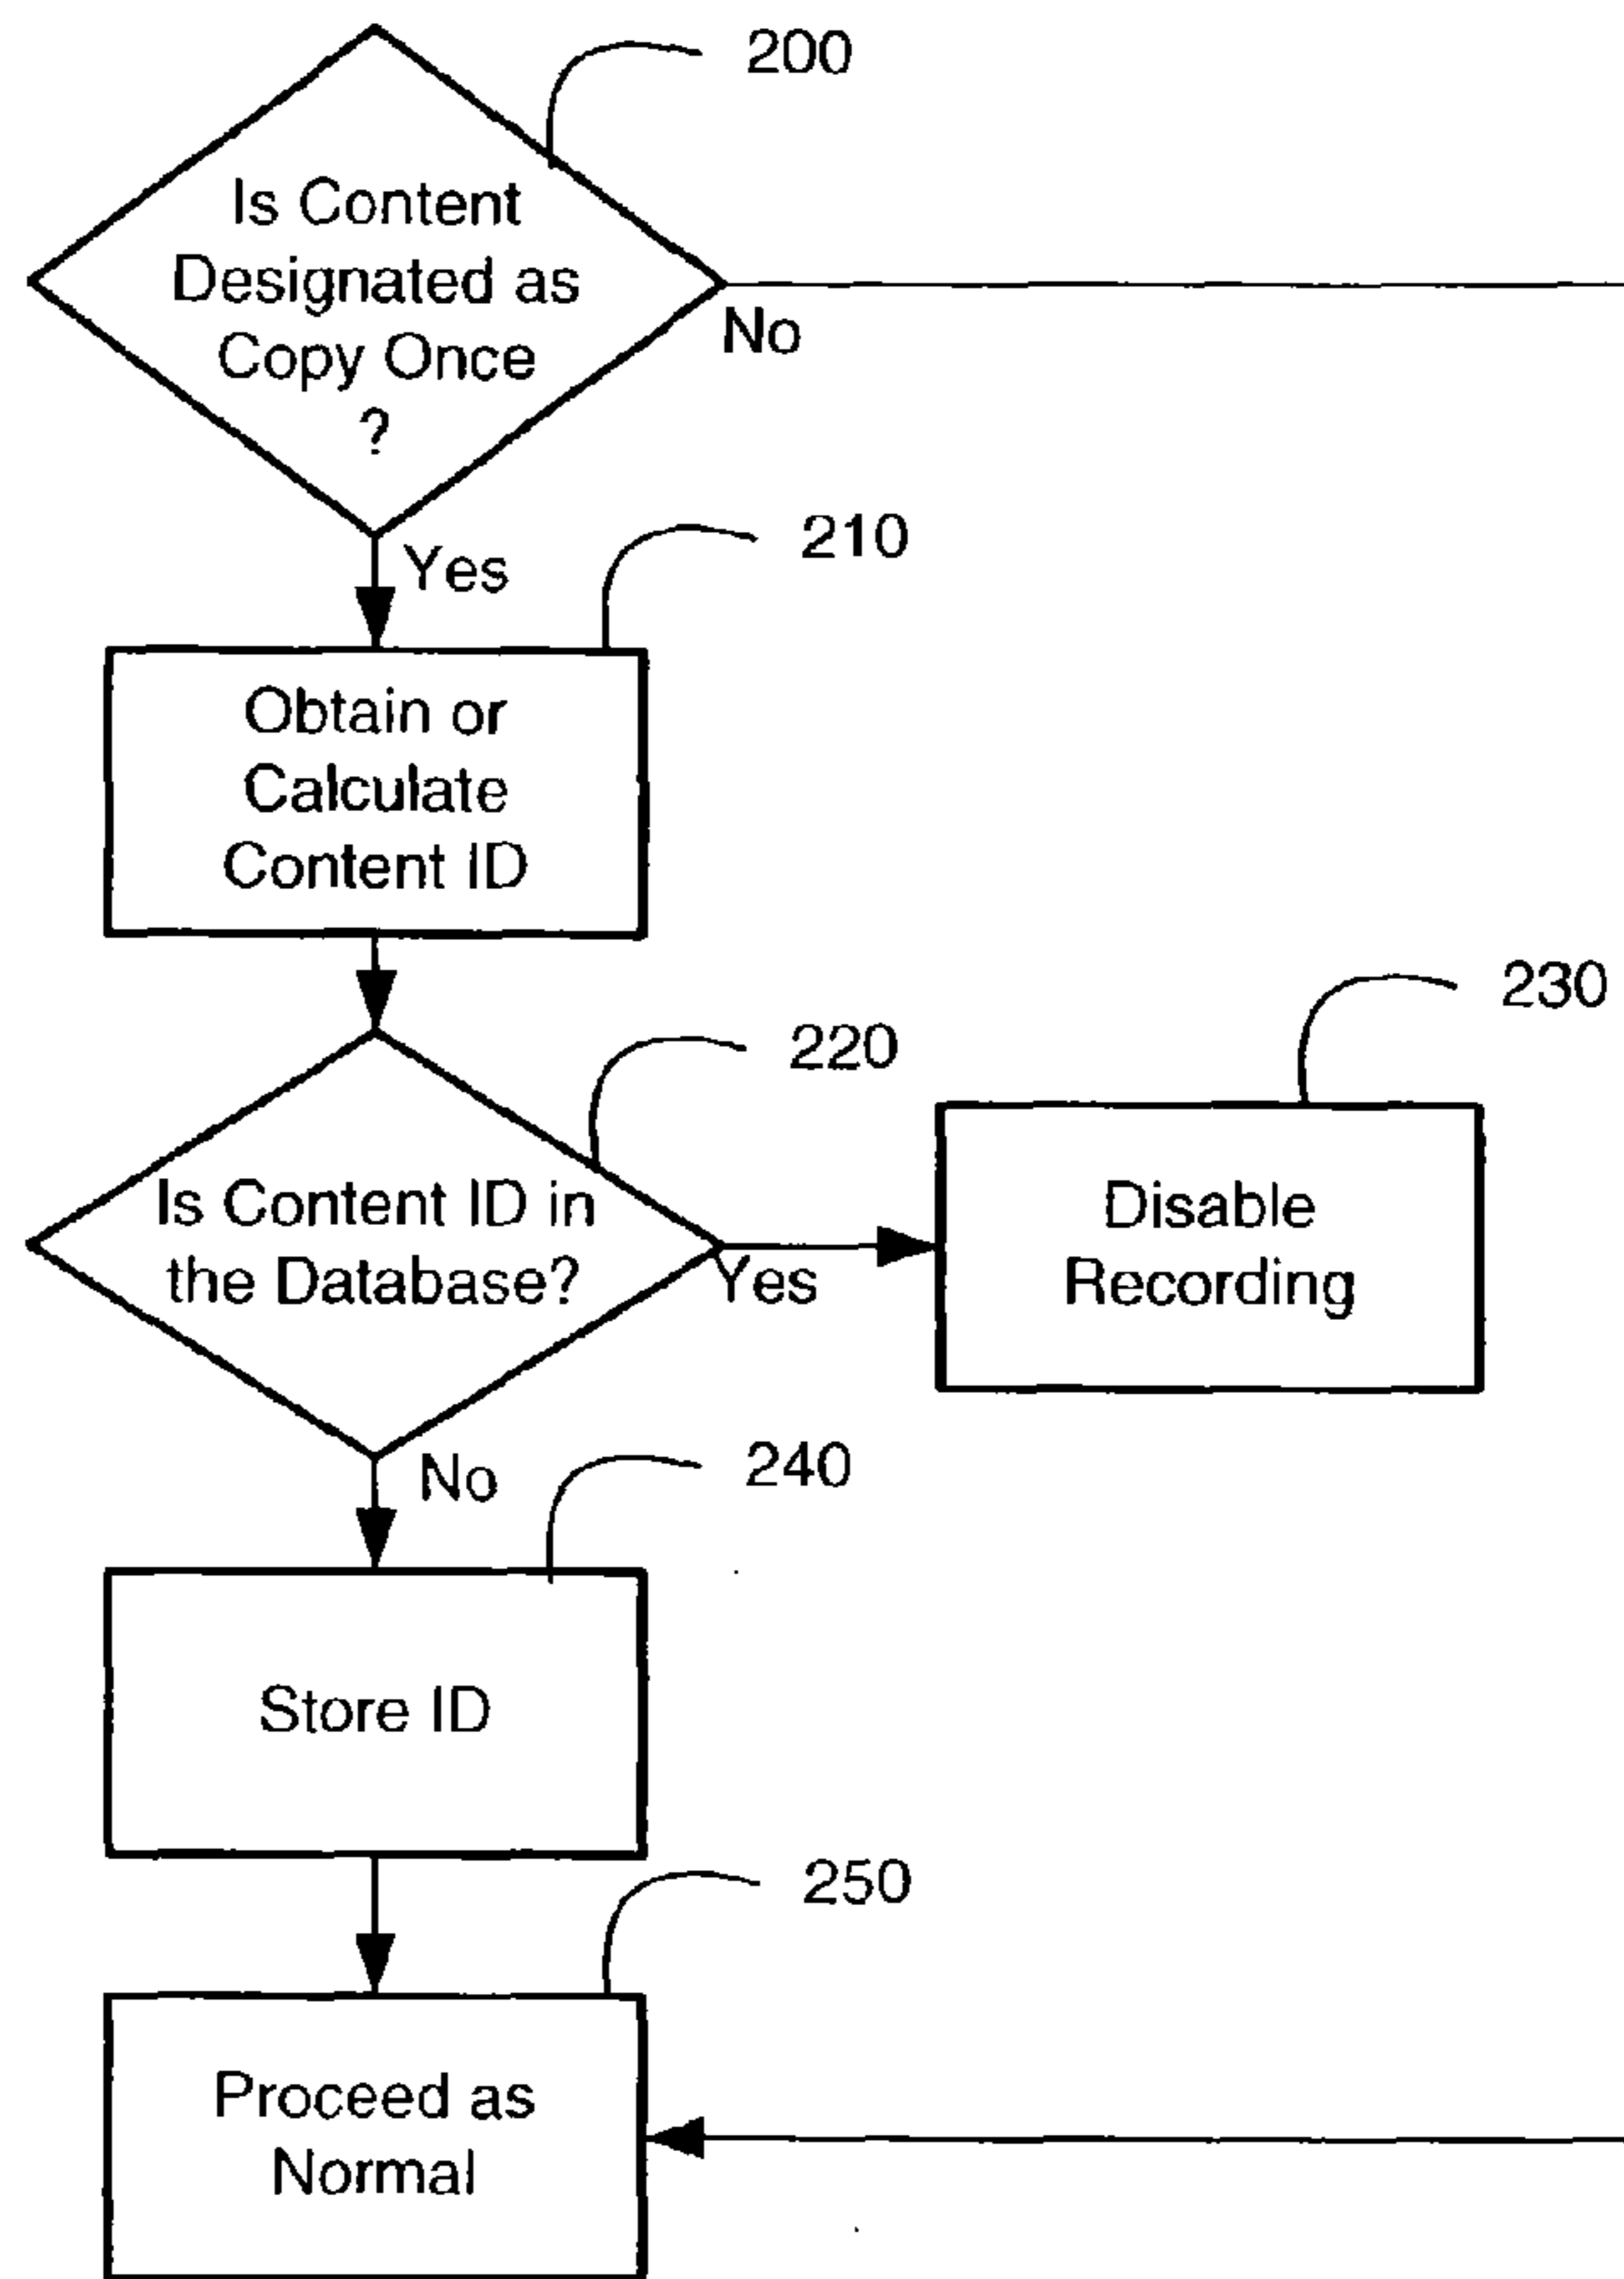 200
Is Content
Designated as
Copy Once
?
No
Yes
210
Obtain or
Calculate
Content ID
220
Is Content ID in
the Database?
Yes
230
Disable
Recording
No
240
Store ID
250
Proceed as
Normal